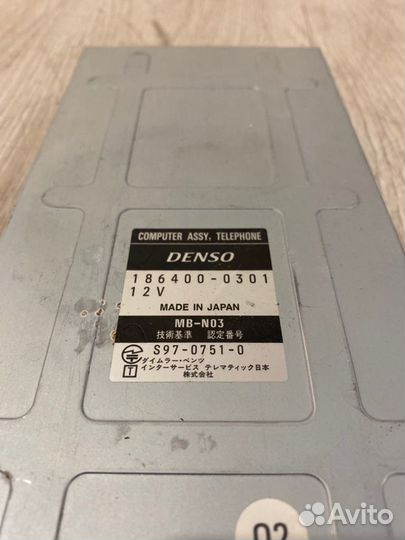 COMPUTER ASSY, TELEPHONE
DENSO
186400-0301
12V
MADE IN JAPAN
MB-N03
技術基準 認定番号
S97-0751-0
T
ダイムラー・ベンツ
インターサービス テレマティック日本
株式会社
02
Avito